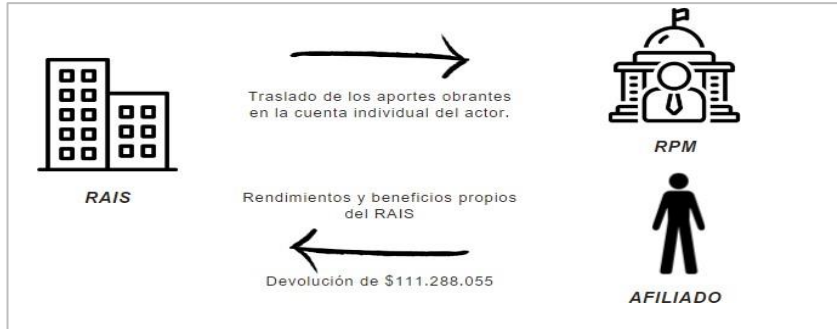 Traslado de los aportes obrantes
en la cuenta individual del actor.
RPM
RAIS
Rendimientos y beneficios propios
del RAIS
Devolución de $111.288.055
AFILIADO